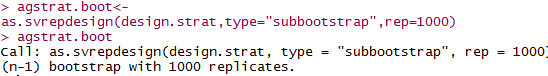 > agstrat.boot<-
as.svrepdesign(design.strat,type="subbootstrap",rep=1000)
> agstrat.boot
Call: as.svrepdesign(design.strat, type = "subbootstrap", rep = 1000)
(n-1) bootstrap with 1000 replicates.